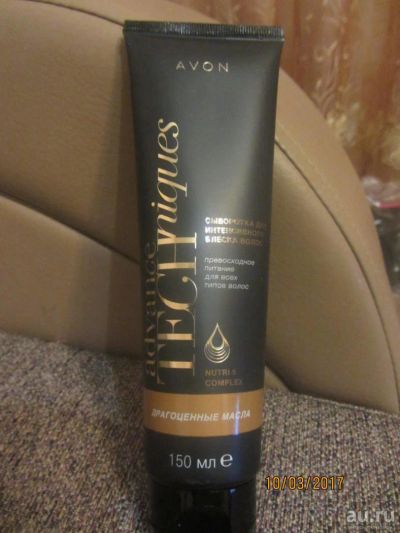 AVON
advance
TECHniques
СЫВОРОТКА ДЛЯ
ИНТЕНСИВНОГО
БЛЕСКА ВОЛОС
превосходное
питание
для всех
типов волос
NUTRI 5
COMPLEX
ДРАГОЦЕННЫЕ МАСЛА
150 мл e
10/03/2017
au.ru